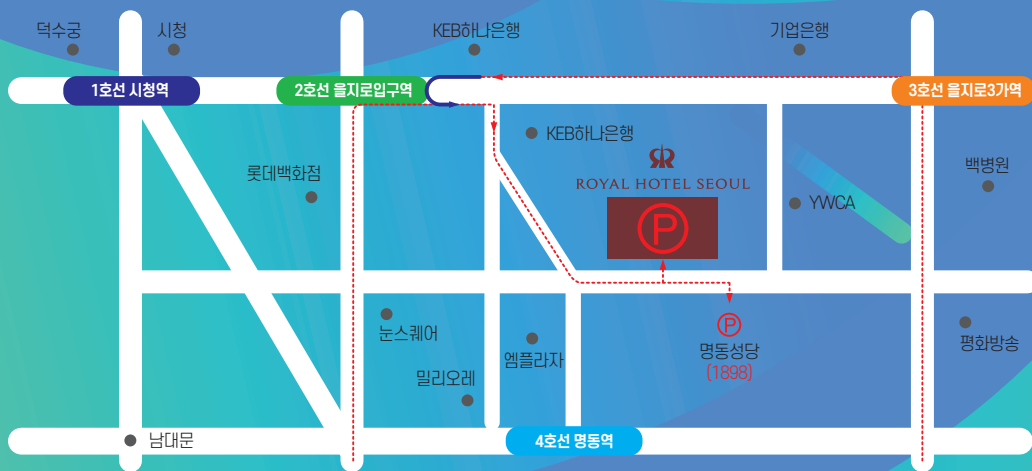 덕수궁
시청
KEB하나은행
기업은행
1호선 시청역
2호선 을지로입구역
3호선 을지로3가역
KEB하나은행
롯데백화점
ROYAL HOTEL SEOUL
P
백병원
YWCA
눈스퀘어
엠플라자
밀리오레
P
명동성당
(1898)
평화방송
남대문
4호선 명동역